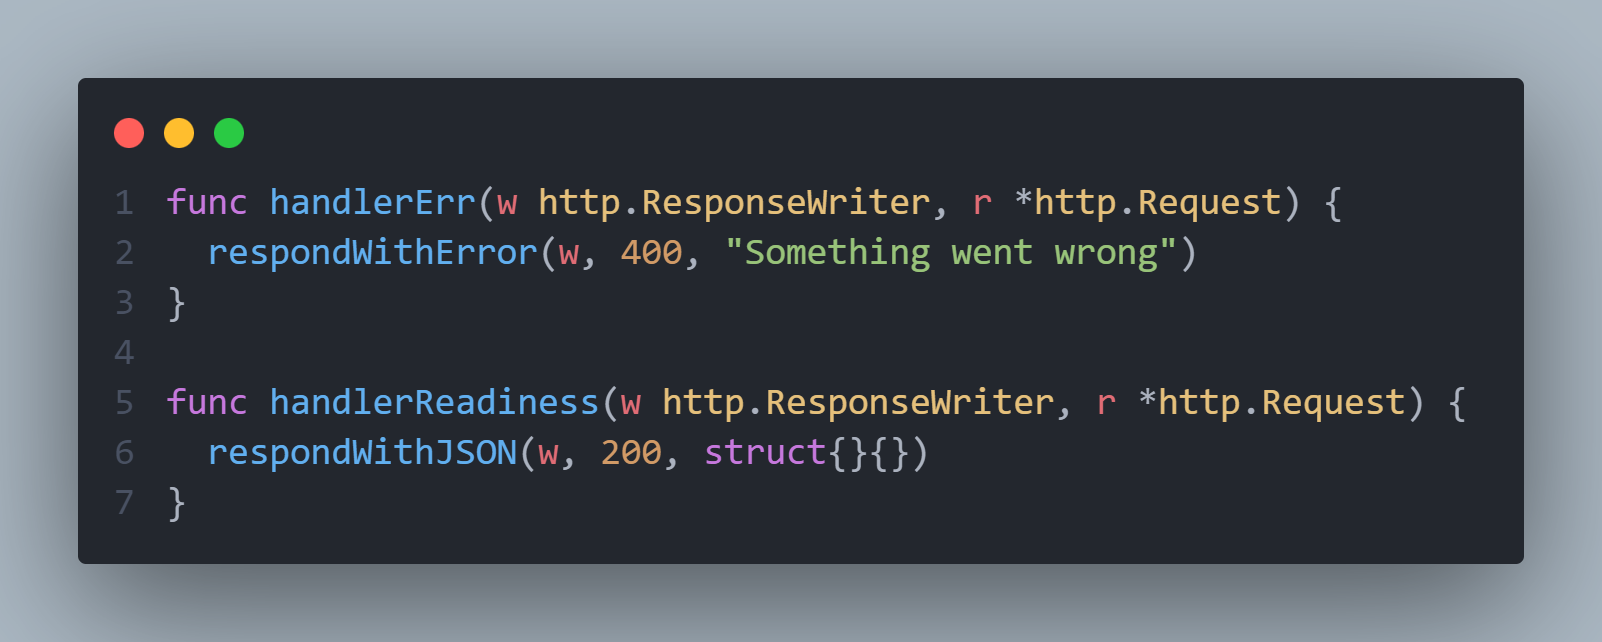 1 func handlerErr(w http.ResponseWriter, r *http.Request) {
2   respondWithError(w, 400, "Something went wrong")
3 }
4
5 func handlerReadiness(w http.ResponseWriter, r *http.Request) {
6   respondWithJSON(w, 200, struct{}{})
7 }